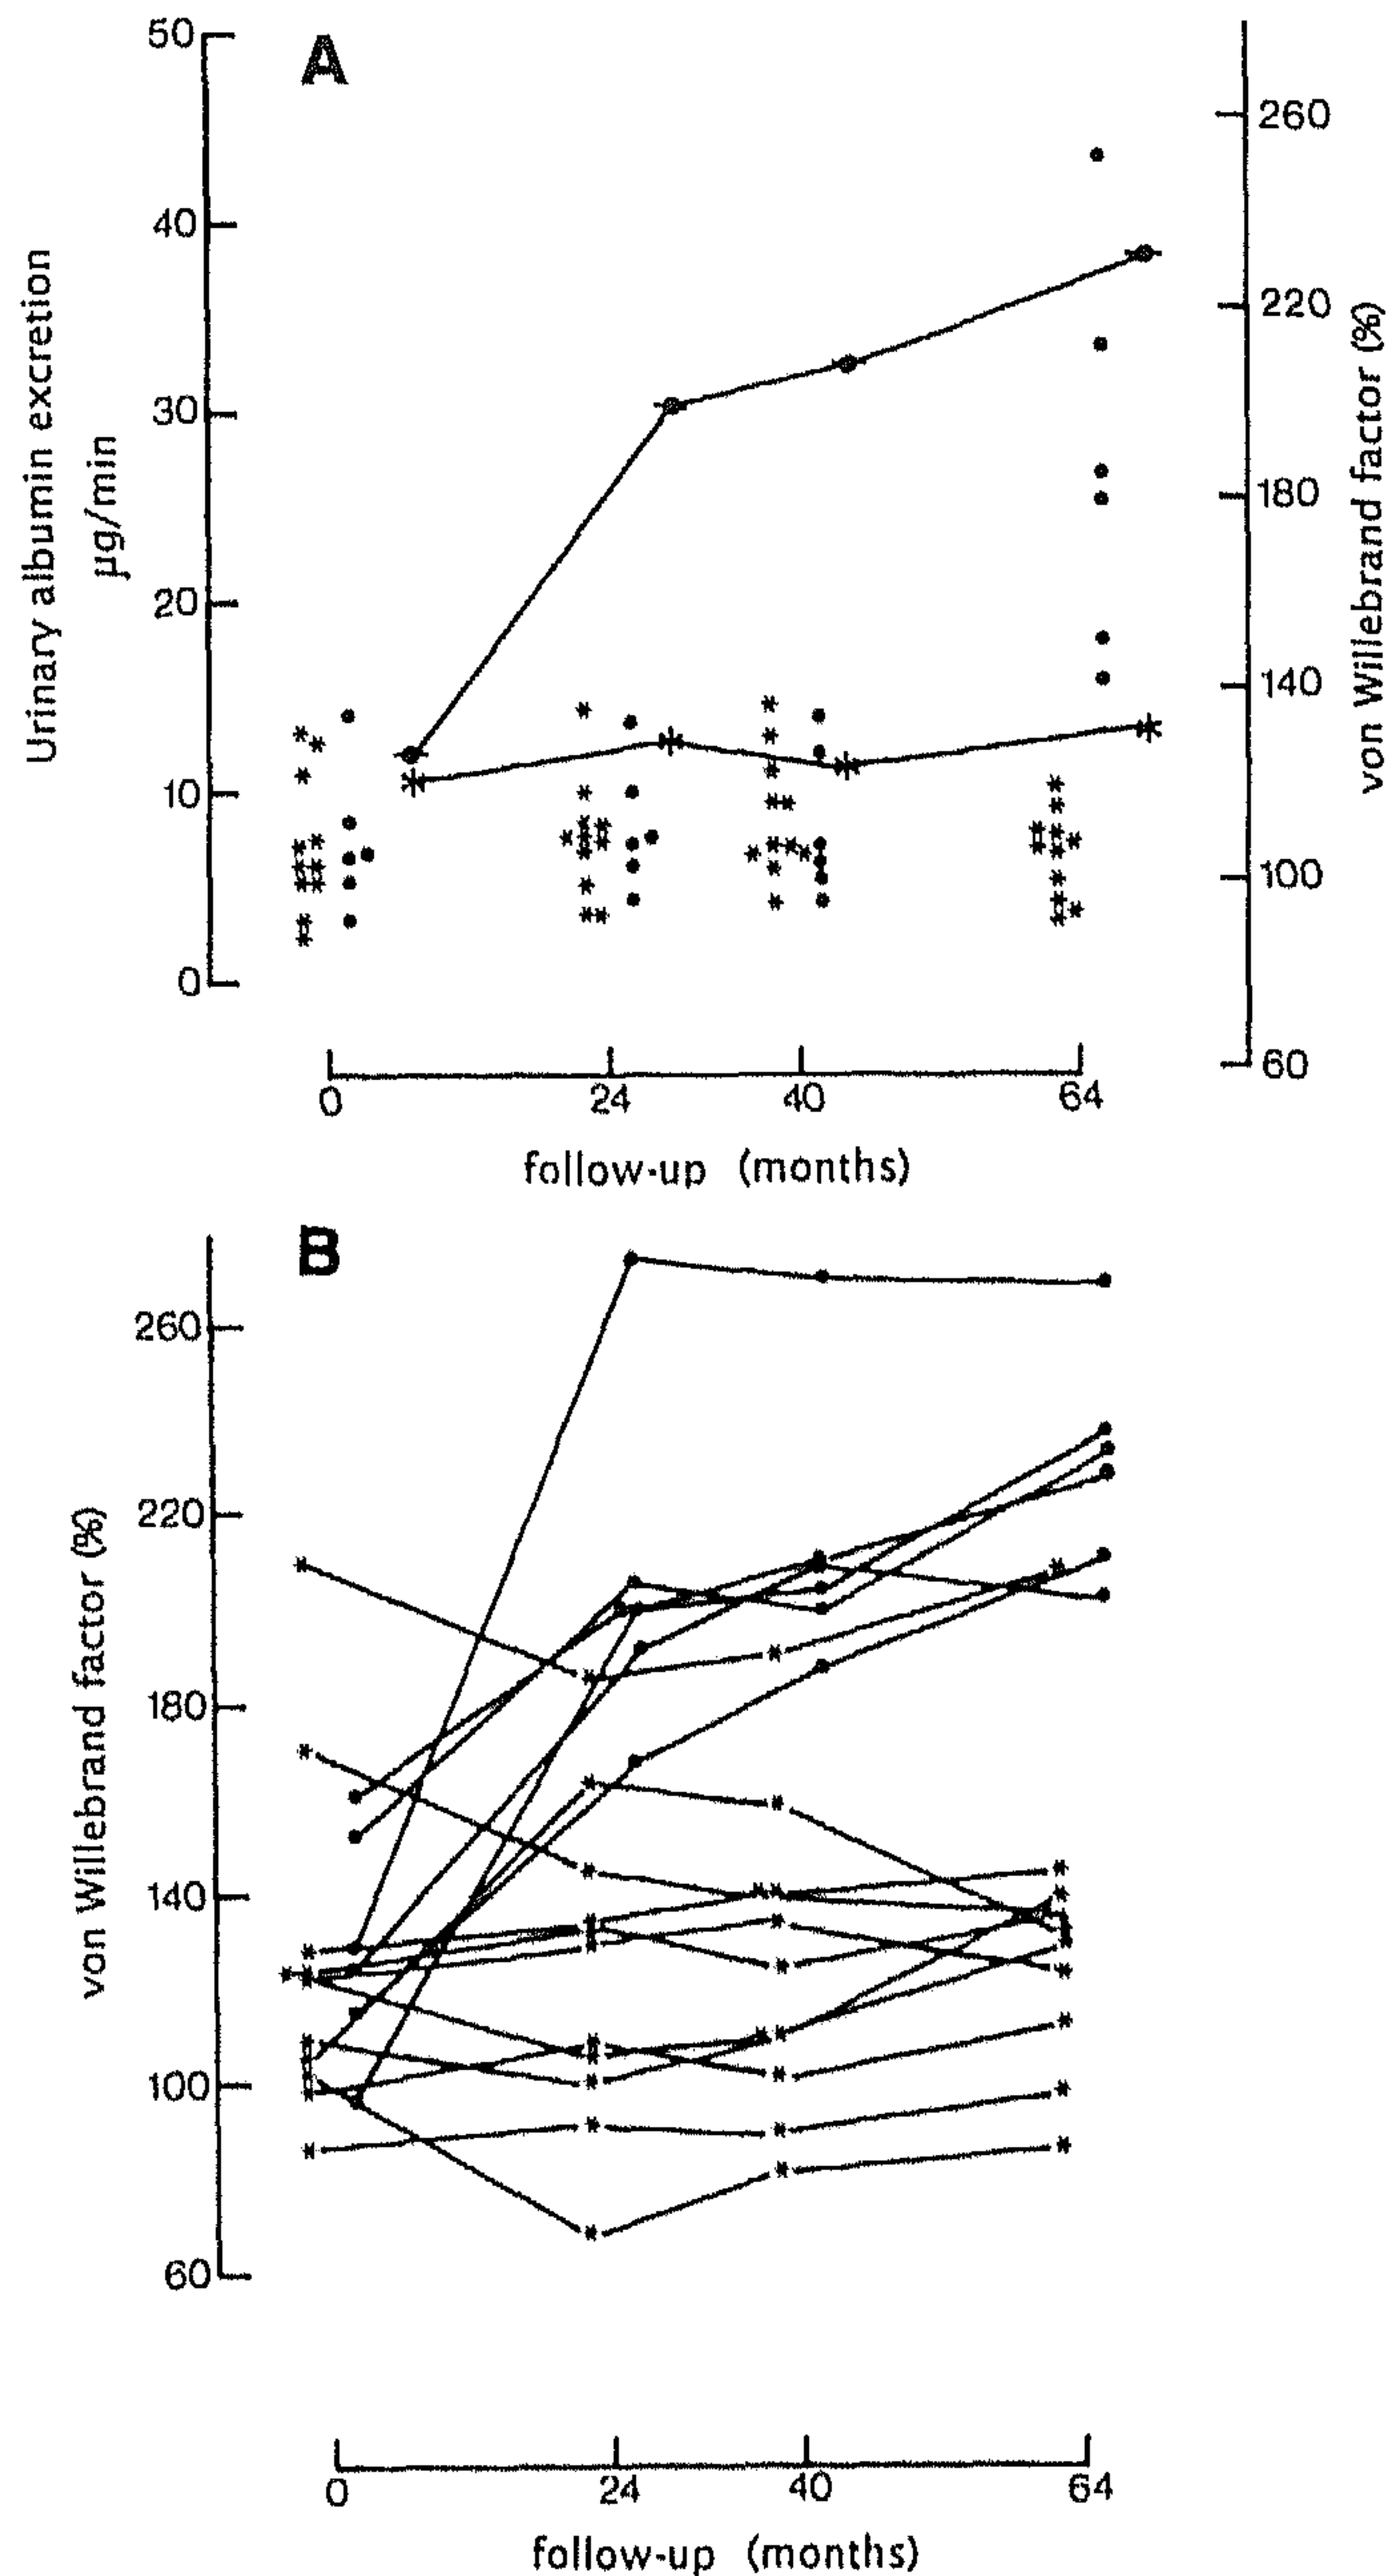 A
50
40
30
20
10
0
Urinary albumin excretion
µg/min
260
220
180
140
100
60
von Willebrand factor (%)
0 24 40 64
follow-up (months)
B
260
220
180
140
100
60
von Willebrand factor (%)
0 24 40 64
follow-up (months)